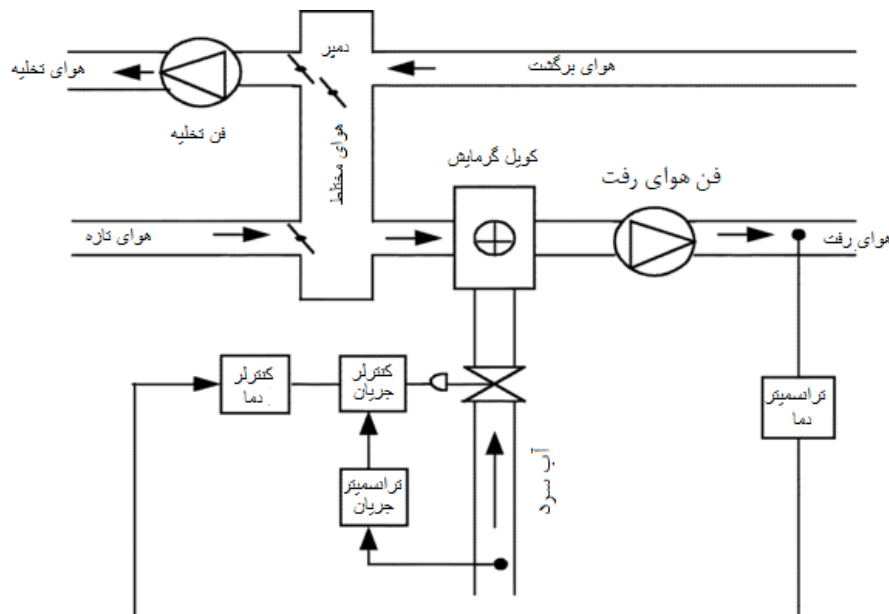 دمپر
هوای برگشت
هوای تخلیه
فن تخلیه
هوای مختلط
کویل گرمایش
فن هوای رفت
هوای تازه
هوای رفت
کنترلر
دما
کنترلر
جریان
ترانسمیتر
دما
ترانسمیتر
جریان
آب سرد